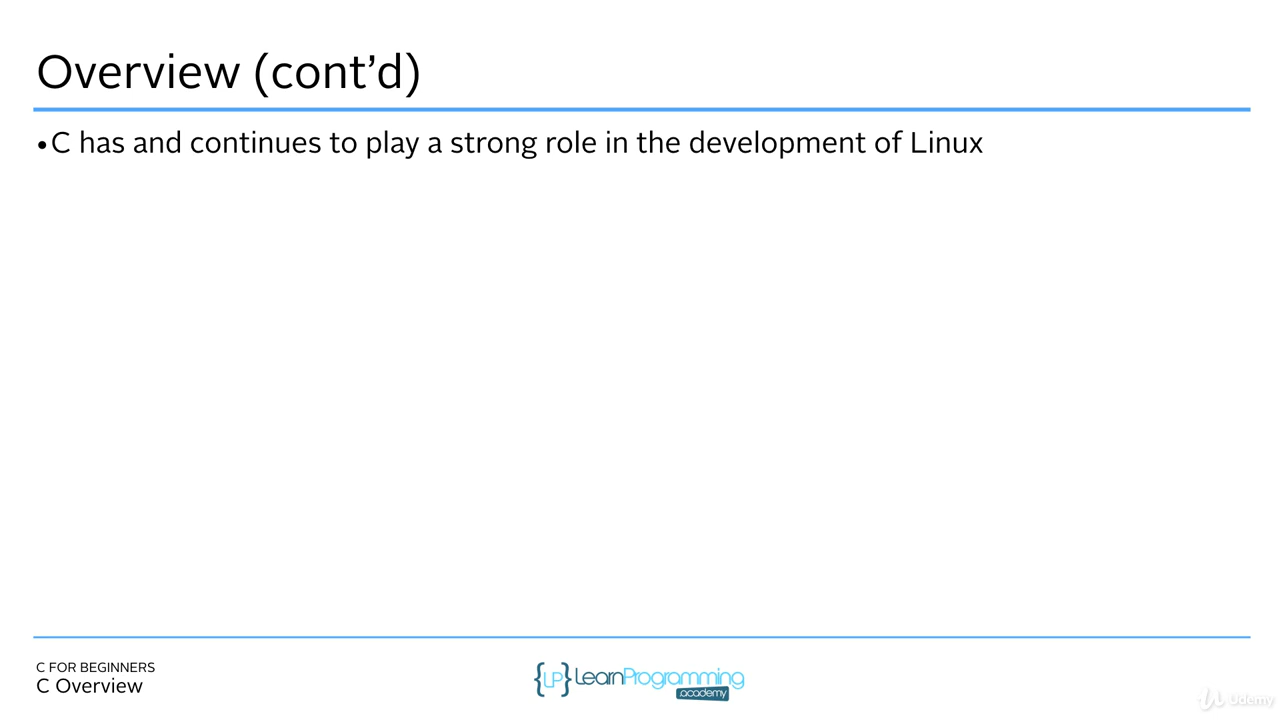 Overview (cont’d)
•C has and continues to play a strong role in the development of Linux
C FOR BEGINNERS
C Overview
{LP}LearnProgramming
.academy
Udemy